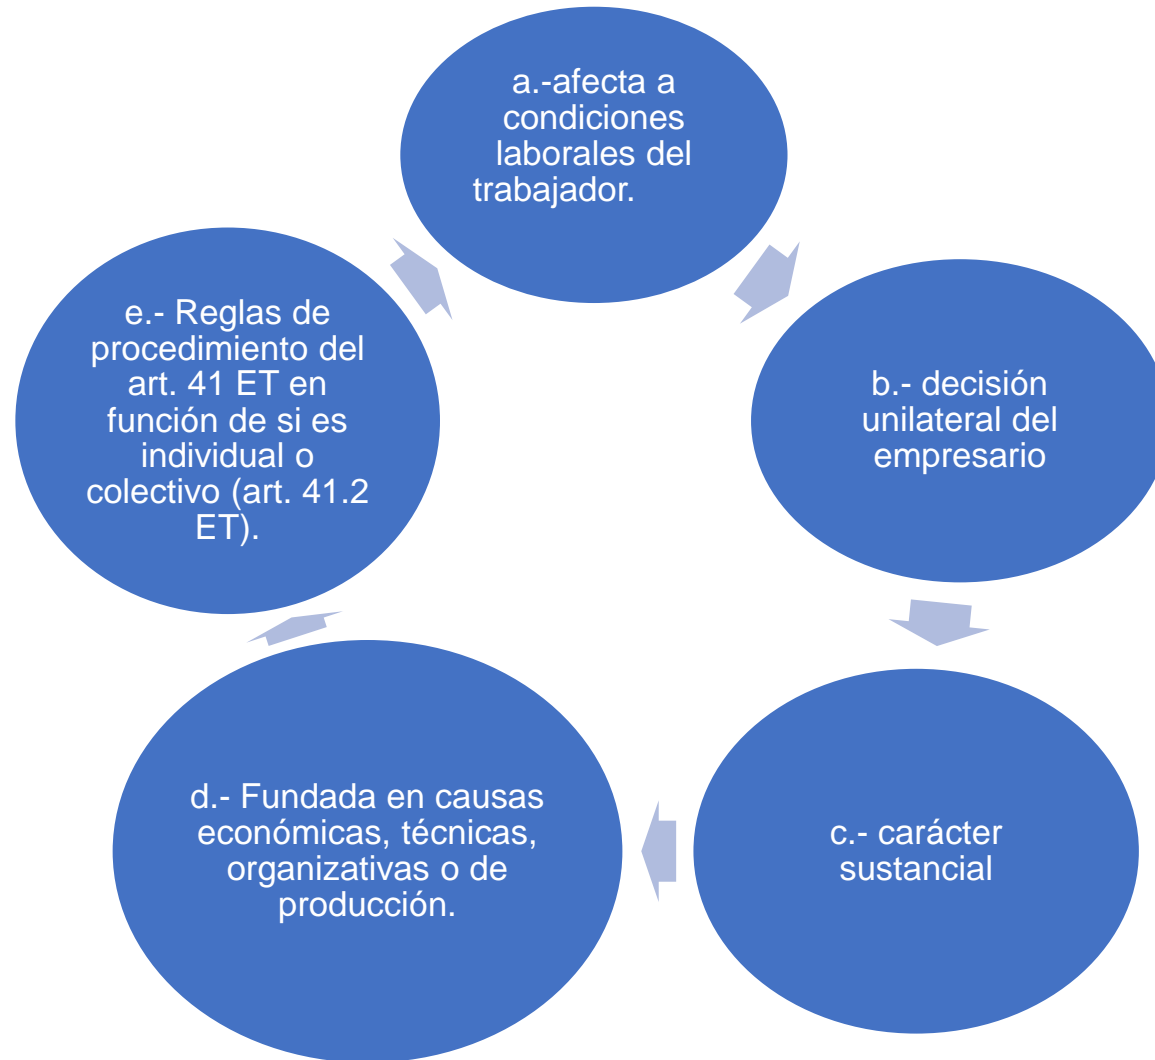 a.-afecta a
condiciones
laborales del
trabajador.
b.- decisión
unilateral del
empresario
c.- carácter
sustancial
d.- Fundada en causas
económicas, técnicas,
organizativas o de
producción.
e.- Reglas de
procedimiento del
art. 41 ET en
función de si es
individual o
colectivo (art. 41.2
ET).